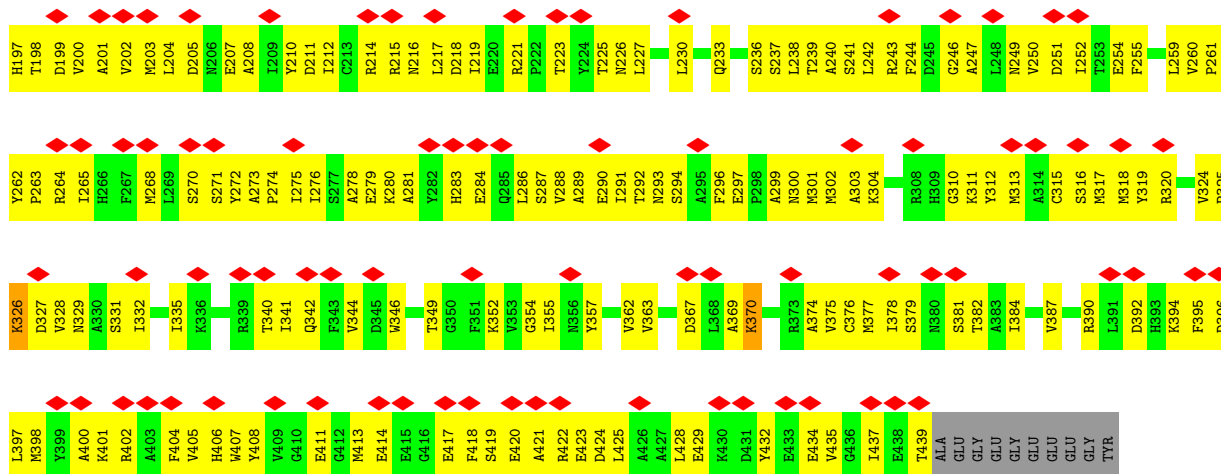 H197 T198 D199 V200 A201 V202 M203 L204 D205 N206 E207 A208 I209 Y210 D211 I212 C213 R214 R215 N216 L217 D218 I219 E220 R221 P222 T223 Y224 T225 N226 L227 L230 Q233 S236 S237 L238 T239 A240 S241 L242 R243 F244 D245 G246 A247 L248 N249 V250 D251 I252 T253 E254 F255 L259 V260 P261
Y262 P263 R264 I265 H266 F267 M268 L269 S270 S271 Y272 A273 P274 I275 I276 S277 A278 E279 K280 A281 Y282 H283 E284 Q285 L286 S287 V288 A289 E290 I291 T292 N293 S294 A295 F296 E297 P298 A299 N300 M301 M302 A303 K304 R308 H309 G310 K311 Y312 M313 A314 C315 S316 M317 M318 Y319 R320 V324
K326 D327 V328 N329 A330 S331 I332 I335 K336 R339 T340 I341 Q342 F343 V344 D345 W346 T349 G350 F351 K352 V353 G354 I355 N356 Y357 V362 V363 D367 L368 A369 K370 R373 A374 V375 C376 M377 I378 S379 N380 S381 T382 A383 I384 V387 R390 L391 D392 H393 K394 F395
L397 M398 Y399 A400 K401 R402 A403 F404 V405 H406 W407 Y408 V409 G410 E411 G412 M413 E414 E415 G416 E417 F418 S419 E420 A421 R422 E423 D424 L425 A426 A427 L428 E429 K430 D431 Y432 E433 E434 V435 G436 I437 E438 T439 ALA GLU GLY GLU GLU GLY GLU GLU GLY TYR